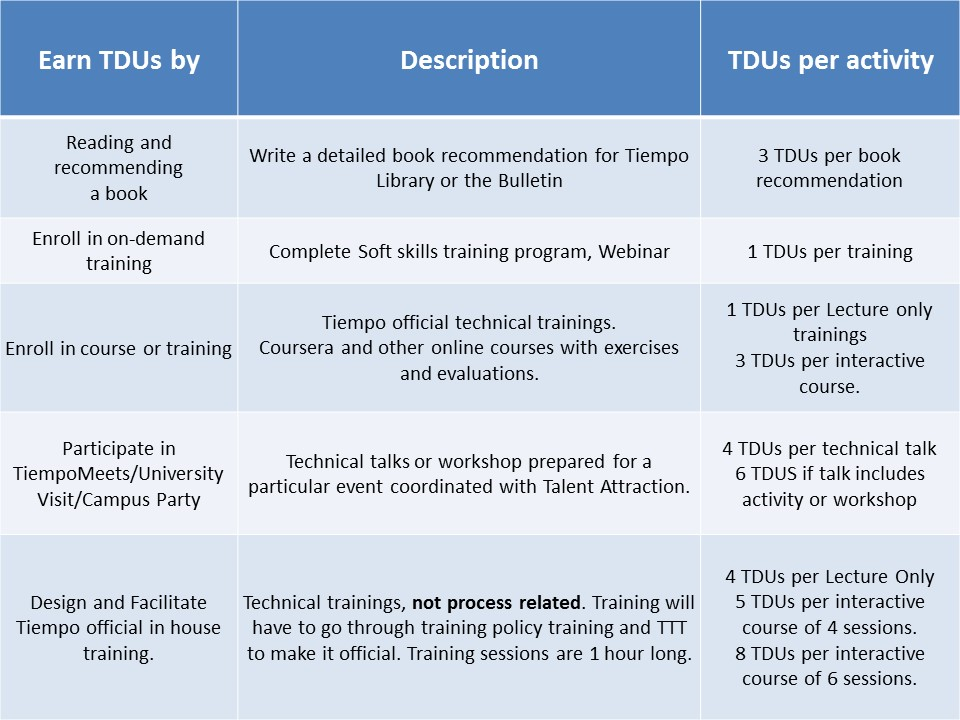 Earn TDUs by
Description
TDUs per activity
Reading and
recommending
a book
Write a detailed book recommendation for Tiempo
Library or the Bulletin
3 TDUs per book
recommendation
Enroll in on-demand
training
Complete Soft skills training program, Webinar
1 TDUs per training
Enroll in course or training
Tiempo official technical trainings.
Coursera and other online courses with exercises
and evaluations.
1 TDUs per Lecture only
trainings
3 TDUs per interactive
course.
Participate in
TiempoMeets/University
Visit/Campus Party
Technical talks or workshop prepared for a
particular event coordinated with Talent Attraction.
4 TDUs per technical talk
6 TDUS if talk includes
activity or workshop
Design and Facilitate
Tiempo official in house
training.
Technical trainings, not process related. Training will
have to go through training policy training and TTT
to make it official. Training sessions are 1 hour long.
4 TDUs per Lecture Only
5 TDUs per interactive
course of 4 sessions.
8 TDUs per interactive
course of 6 sessions.